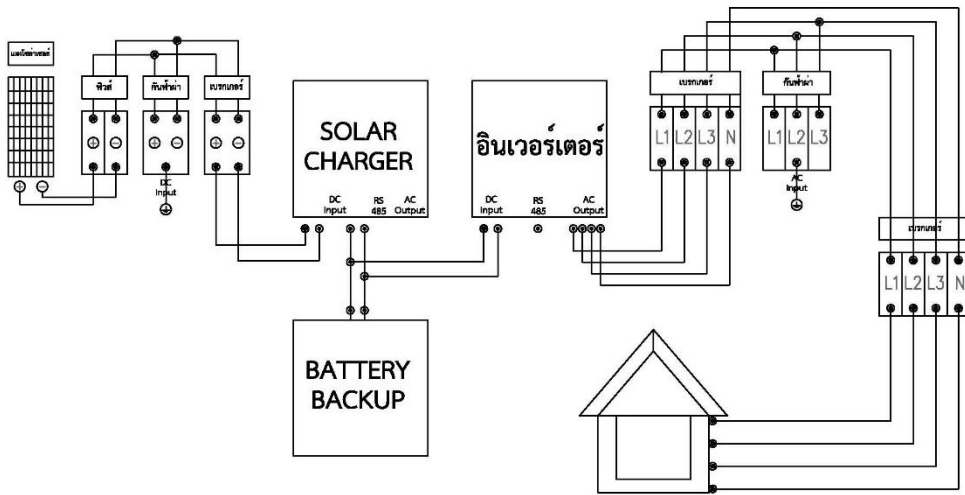 แผงโซล่าเซลล์
ฟิวส์
กันฟ้าผ่า
เบรกเกอร์
+ -
+ -
+ -
+ -
DC
Input
SOLAR
CHARGER
DC
Input
RS
485
AC
Output
อินเวอร์เตอร์
DC
Input
RS
485
AC
Output
เบรกเกอร์
L1 L2 L3 N
กันฟ้าผ่า
L1 L2 L3
AC
Input
เบรกเกอร์
L1 L2 L3 N
BATTERY
BACKUP